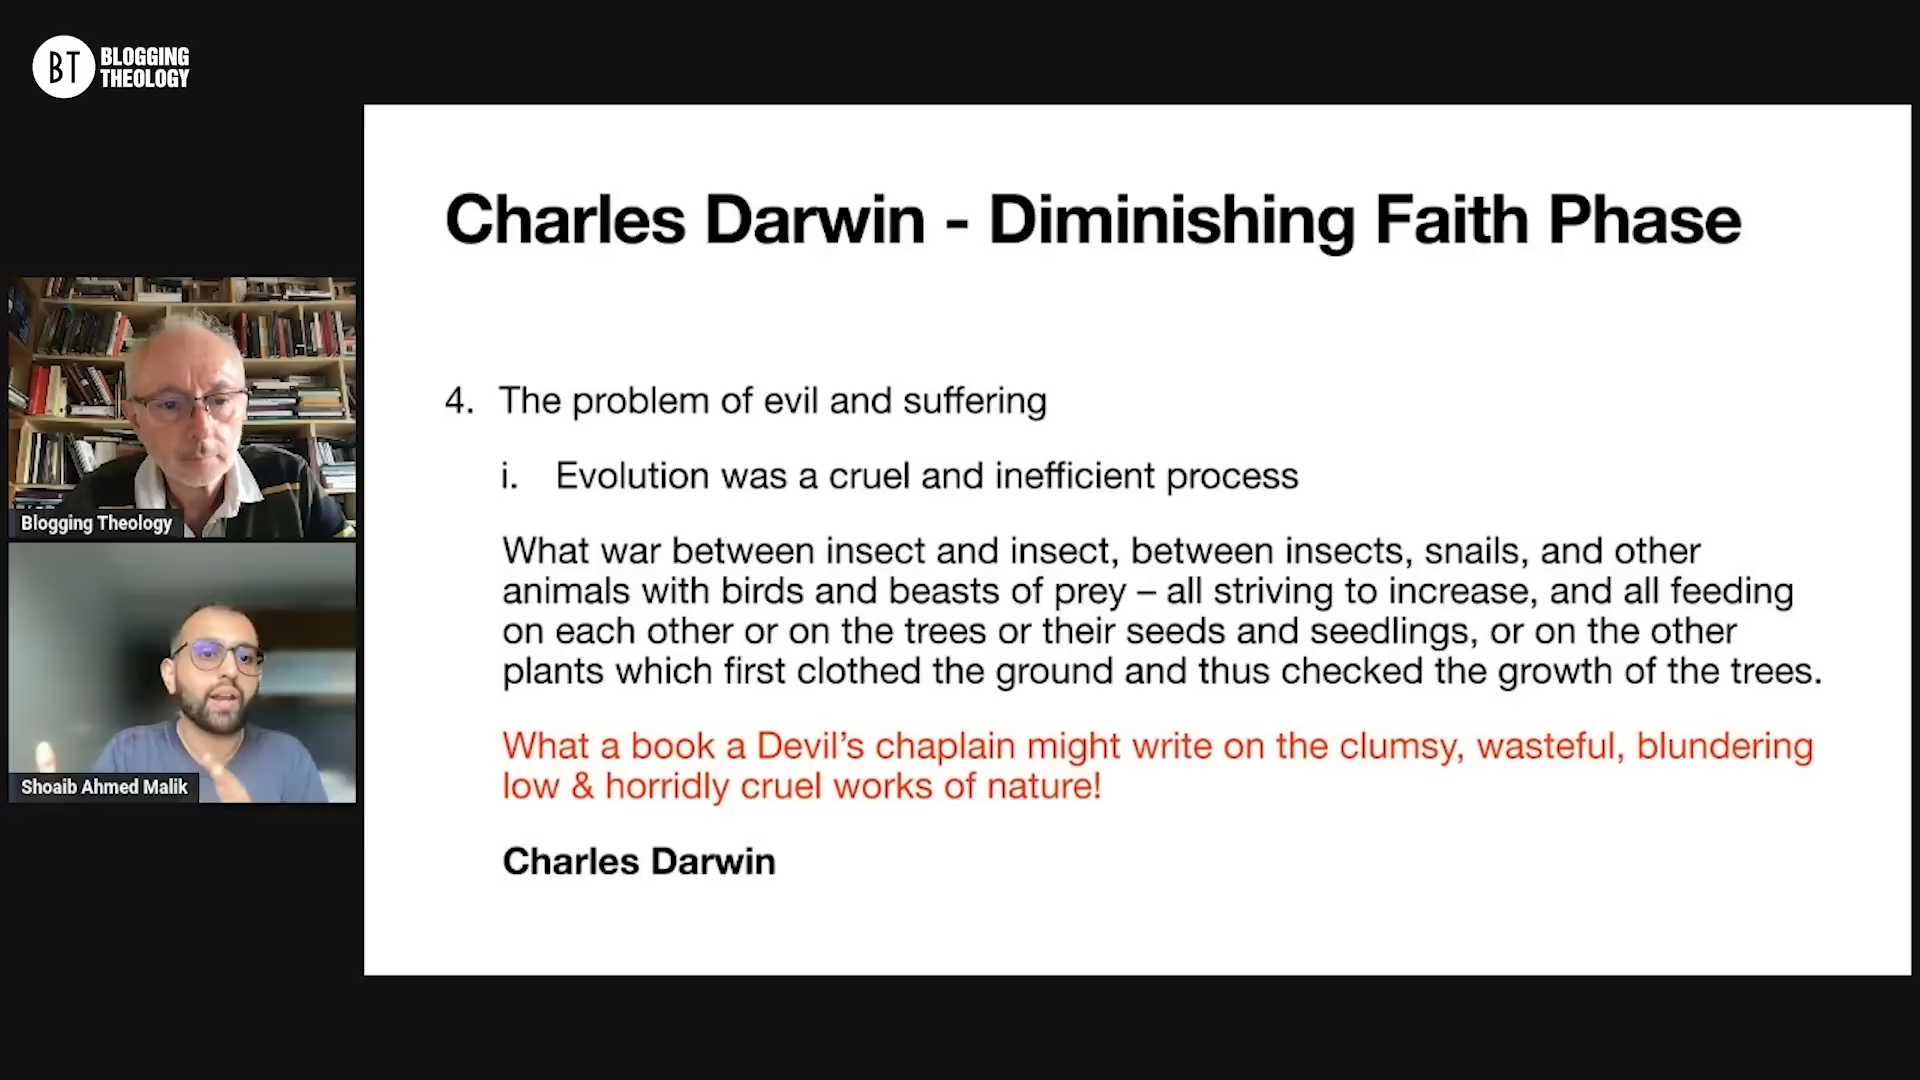 BT BLOGGING
THEOLOGY
Charles Darwin - Diminishing Faith Phase
4. The problem of evil and suffering
i. Evolution was a cruel and inefficient process
What war between insect and insect, between insects, snails, and other
animals with birds and beasts of prey – all striving to increase, and all feeding
on each other or on the trees or their seeds and seedlings, or on the other
plants which first clothed the ground and thus checked the growth of the trees.
What a book a Devil’s chaplain might write on the clumsy, wasteful, blundering
low & horridly cruel works of nature!
Charles Darwin
Blogging Theology
Shoaib Ahmed Malik